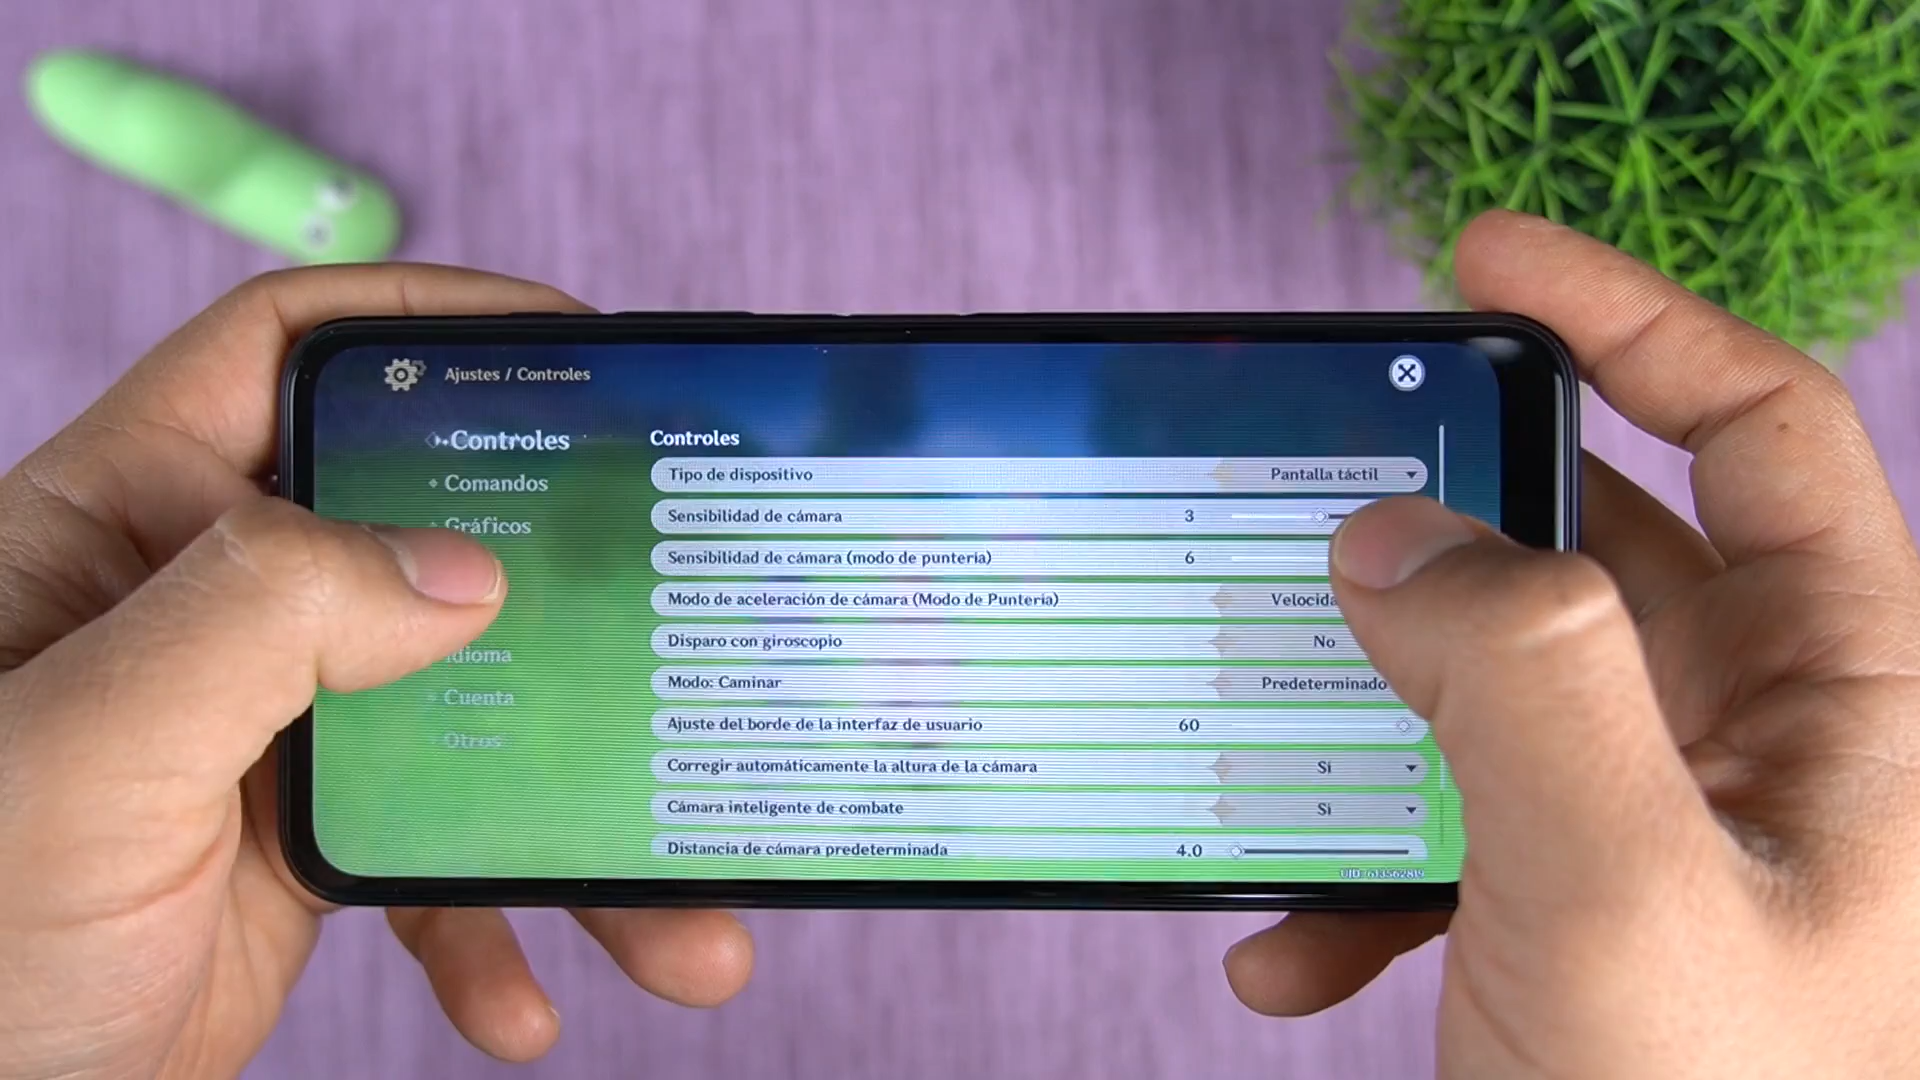 Ajustes / Controles
Controles
Comandos
Gráficos
Idioma
Cuenta
Otros
Controles
Tipo de dispositivo Pantalla táctil
Sensibilidad de cámara 3
Sensibilidad de cámara (modo de puntería) 6
Modo de aceleración de cámara (Modo de Puntería)
Disparo con giroscopio No
Modo: Caminar Predeterminado
Ajuste del borde de la interfaz de usuario 60
Corregir automáticamente la altura de la cámara Sí
Cámara inteligente de combate Sí
Distancia de cámara predeterminada 4.0
UID: 613562819